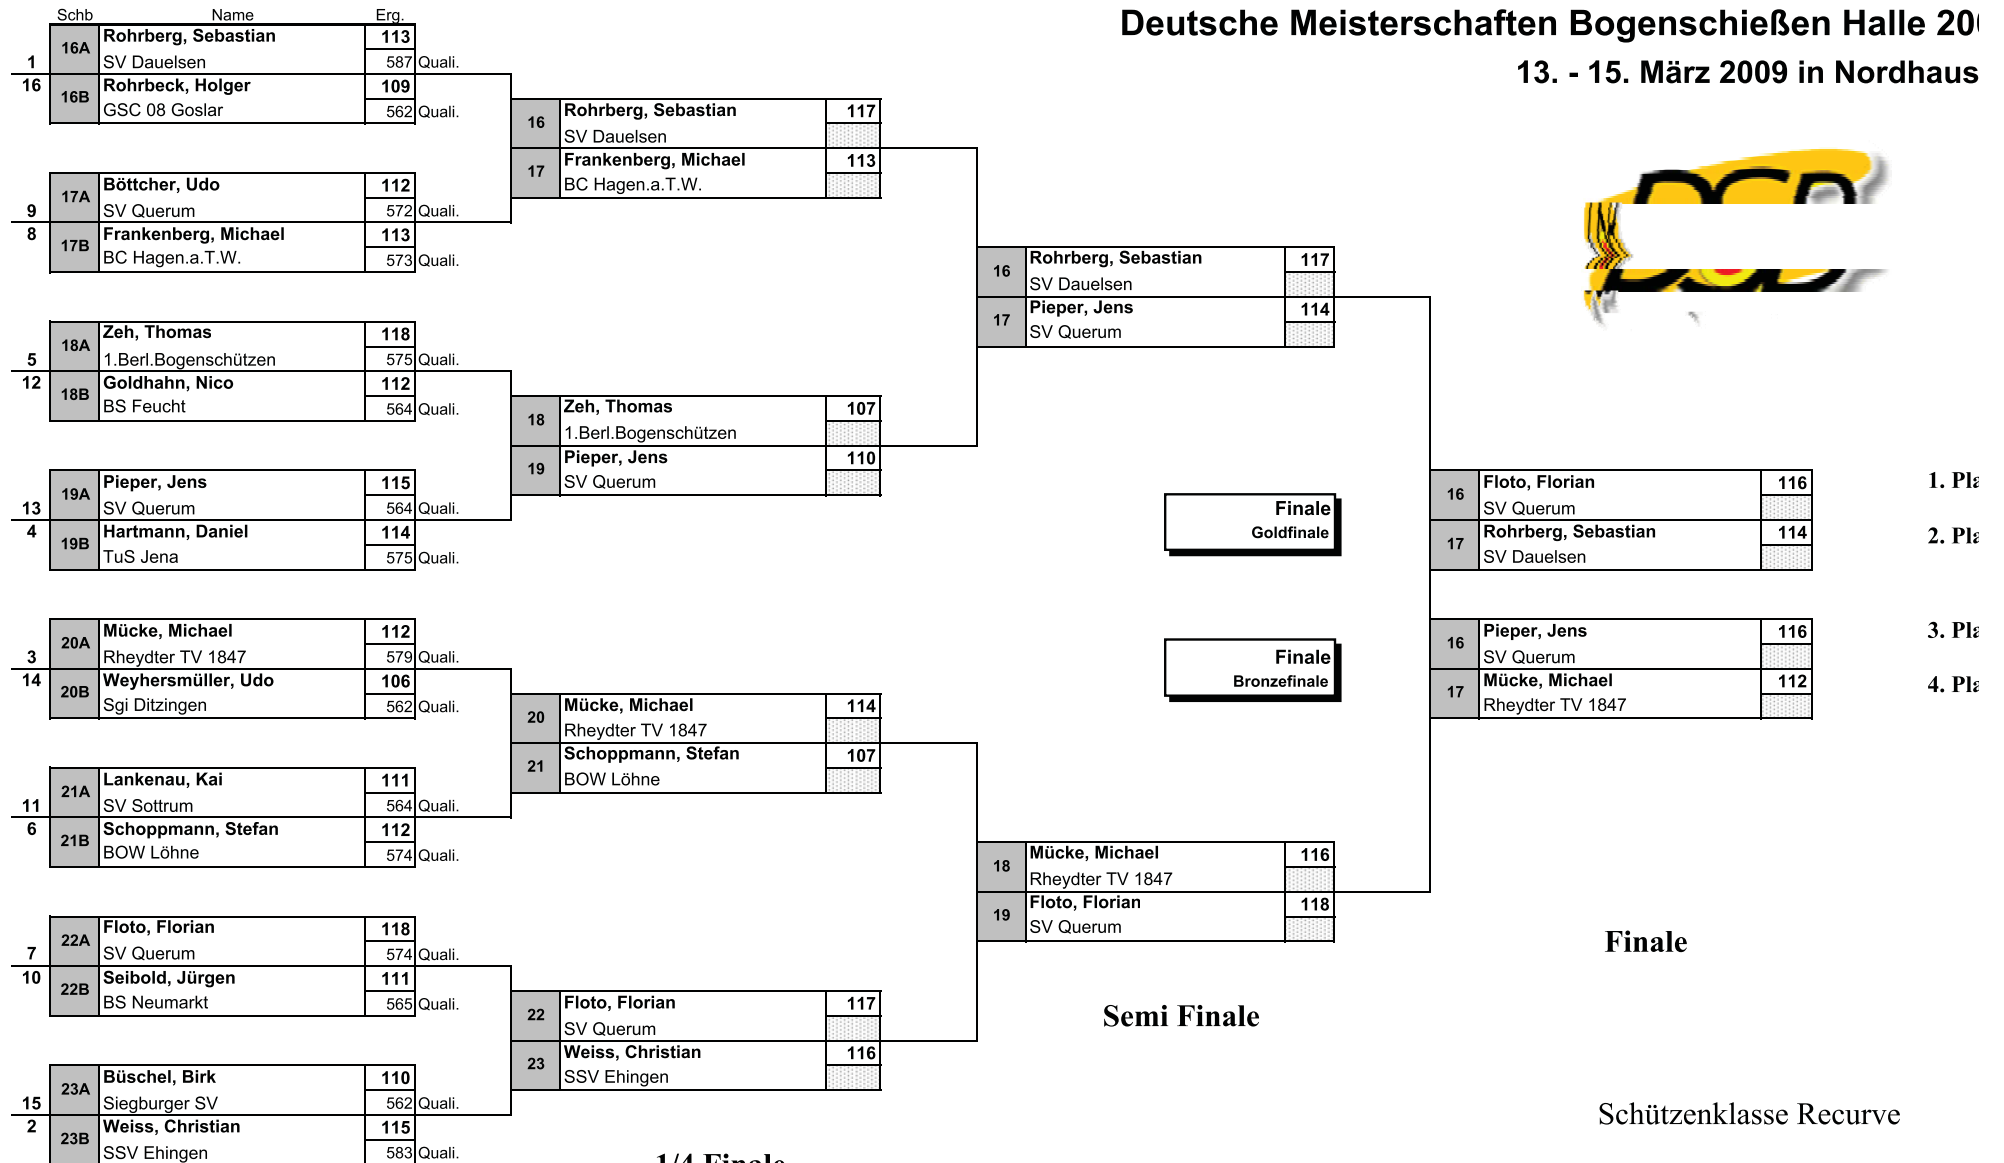 Schb Name Erg.
Deutsche Meisterschaften Bogenschießen Halle 200
13. - 15. März 2009 in Nordhaus
16A Rohrberg, Sebastian 113
1 SV Dauelsen 587 Quali.
16 16B Rohrbeck, Holger 109
GSC 08 Goslar 562 Quali.
9 17A Böttcher, Udo 112
SV Querum 572 Quali.
8 17B Frankenberg, Michael 113
BC Hagen.a.T.W. 573 Quali.
5 18A Zeh, Thomas 118
1.Berl.Bogenschützen 575 Quali.
12 18B Goldhahn, Nico 112
BS Feucht 564 Quali.
13 19A Pieper, Jens 115
SV Querum 564 Quali.
4 19B Hartmann, Daniel 114
TuS Jena 575 Quali.
3 20A Mücke, Michael 112
Rheydter TV 1847 579 Quali.
14 20B Weyhersmüller, Udo 106
Sgi Ditzingen 562 Quali.
11 21A Lankenau, Kai 111
SV Sottrum 564 Quali.
6 21B Schoppmann, Stefan 112
BOW Löhne 574 Quali.
7 22A Floto, Florian 118
SV Querum 574 Quali.
10 22B Seibold, Jürgen 111
BS Neumarkt 565 Quali.
15 23A Büschel, Birk 110
Siegburger SV 562 Quali.
2 23B Weiss, Christian 115
SSV Ehingen 583 Quali.
16 Rohrberg, Sebastian 117
SV Dauelsen
17 Frankenberg, Michael 113
BC Hagen.a.T.W.
18 Zeh, Thomas 107
1.Berl.Bogenschützen
19 Pieper, Jens 110
SV Querum
20 Mücke, Michael 114
Rheydter TV 1847
21 Schoppmann, Stefan 107
BOW Löhne
22 Floto, Florian 117
SV Querum
23 Weiss, Christian 116
SSV Ehingen
1/4 Finale
16 Rohrberg, Sebastian 117
SV Dauelsen
17 Pieper, Jens 114
SV Querum
Finale
Goldfinale
Finale
Bronzefinale
18 Mücke, Michael 116
Rheydter TV 1847
19 Floto, Florian 118
SV Querum
Semi Finale
16 Floto, Florian 116 1. Pla
SV Querum
17 Rohrberg, Sebastian 114 2. Pla
SV Dauelsen
16 Pieper, Jens 116 3. Pla
SV Querum
17 Mücke, Michael 112 4. Pla
Rheydter TV 1847
Finale
Schützenklasse Recurve